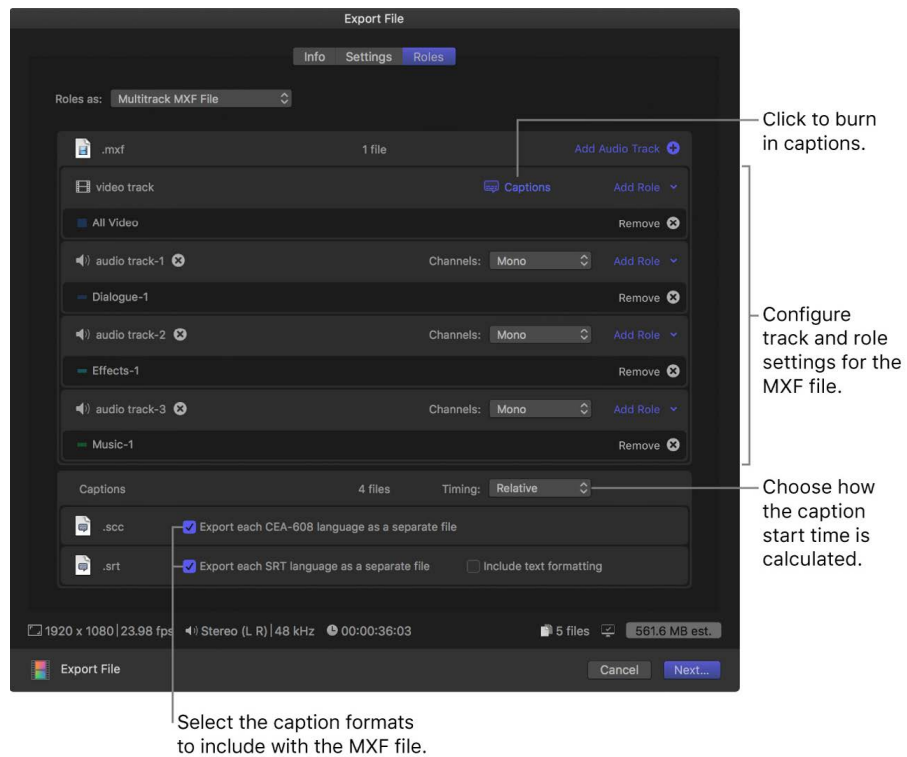 Export File
Info Settings Roles
Roles as: Multitrack MXF File
.mxf 1 file Add Audio Track
video track Captions Add Role
All Video Remove
audio track-1 Channels: Mono Add Role
Dialogue-1 Remove
audio track-2 Channels: Mono Add Role
Effects-1 Remove
audio track-3 Channels: Mono Add Role
Music-1 Remove
Captions 4 files Timing: Relative
.scc Export each CEA-608 language as a separate file
.srt Export each SRT language as a separate file Include text formatting
1920 x 1080|23.98 fps Stereo (L R)|48 kHz 00:00:36:03 5 files 561.6 MB est.
Export File Cancel Next...
Click to burn
in captions.
Configure
track and role
settings for the
MXF file.
Choose how
the caption
start time is
calculated.
Select the caption formats
to include with the MXF file.